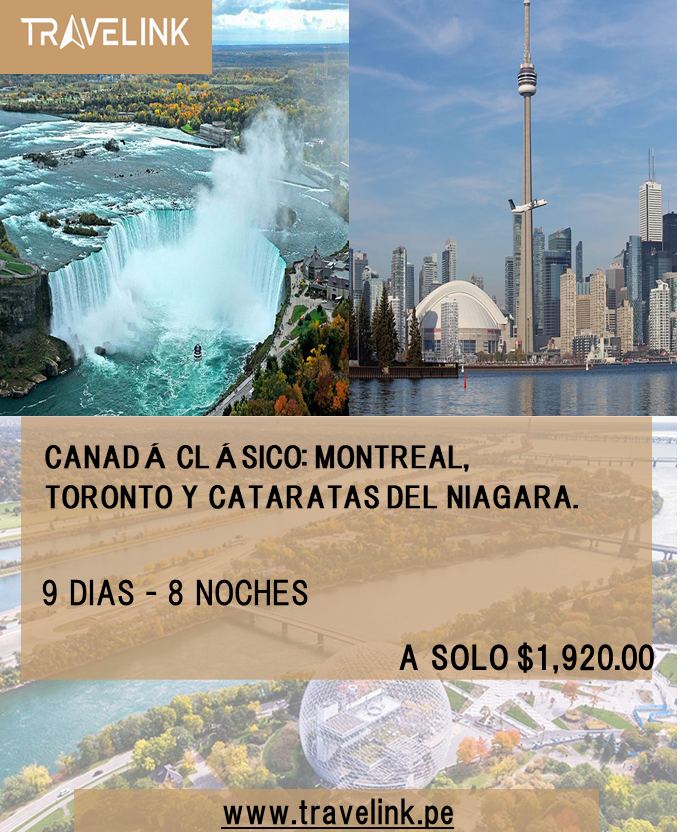 TRAVELINK
CANADÁ CLÁSICO: MONTREAL,
TORONTO Y CATARATAS DEL NIAGARA.
9 DIAS - 8 NOCHES
A SOLO $1,920.00
www.travelink.pe